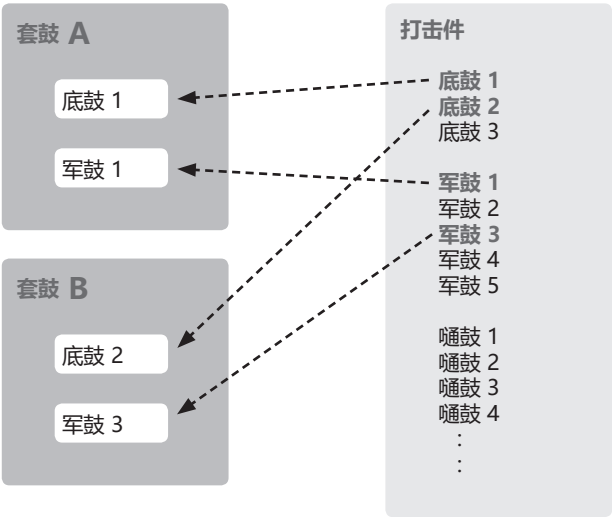 套鼓 A
底鼓 1
军鼓 1
套鼓 B
底鼓 2
军鼓 3
打击件
底鼓 1
底鼓 2
底鼓 3
军鼓 1
军鼓 2
军鼓 3
军鼓 4
军鼓 5
嗵鼓 1
嗵鼓 2
嗵鼓 3
嗵鼓 4